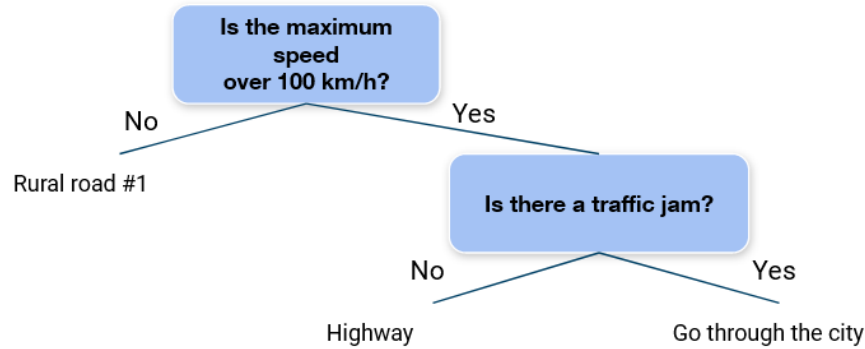 Is the maximum
speed
over 100 km/h?
No
Yes
Rural road #1
Is there a traffic jam?
No
Yes
Highway
Go through the city